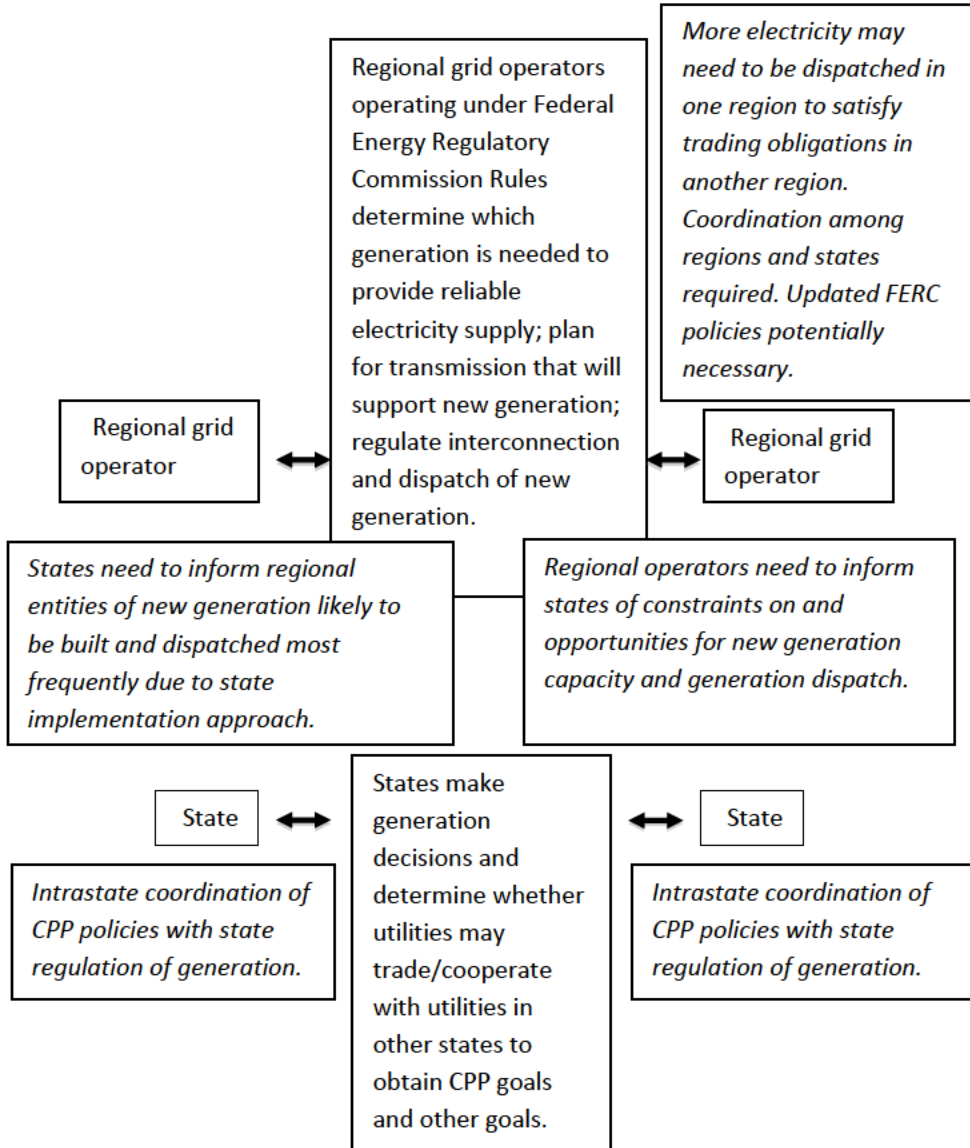 Regional grid operators
operating under Federal
Energy Regulatory
Commission Rules
determine which
generation is needed to
provide reliable
electricity supply; plan
for transmission that will
support new generation;
regulate interconnection
and dispatch of new
generation.
More electricity may
need to be dispatched in
one region to satisfy
trading obligations in
another region.
Coordination among
regions and states
required. Updated FERC
policies potentially
necessary.
Regional grid
operator
Regional grid
operator
States need to inform regional
entities of new generation likely to
be built and dispatched most
frequently due to state
implementation approach.
Regional operators need to inform
states of constraints on and
opportunities for new generation
capacity and generation dispatch.
State
States make
generation
decisions and
determine whether
utilities may
trade/cooperate
with utilities in
other states to
obtain CPP goals
and other goals.
State
Intrastate coordination of
CPP policies with state
regulation of generation.
Intrastate coordination of
CPP policies with state
regulation of generation.